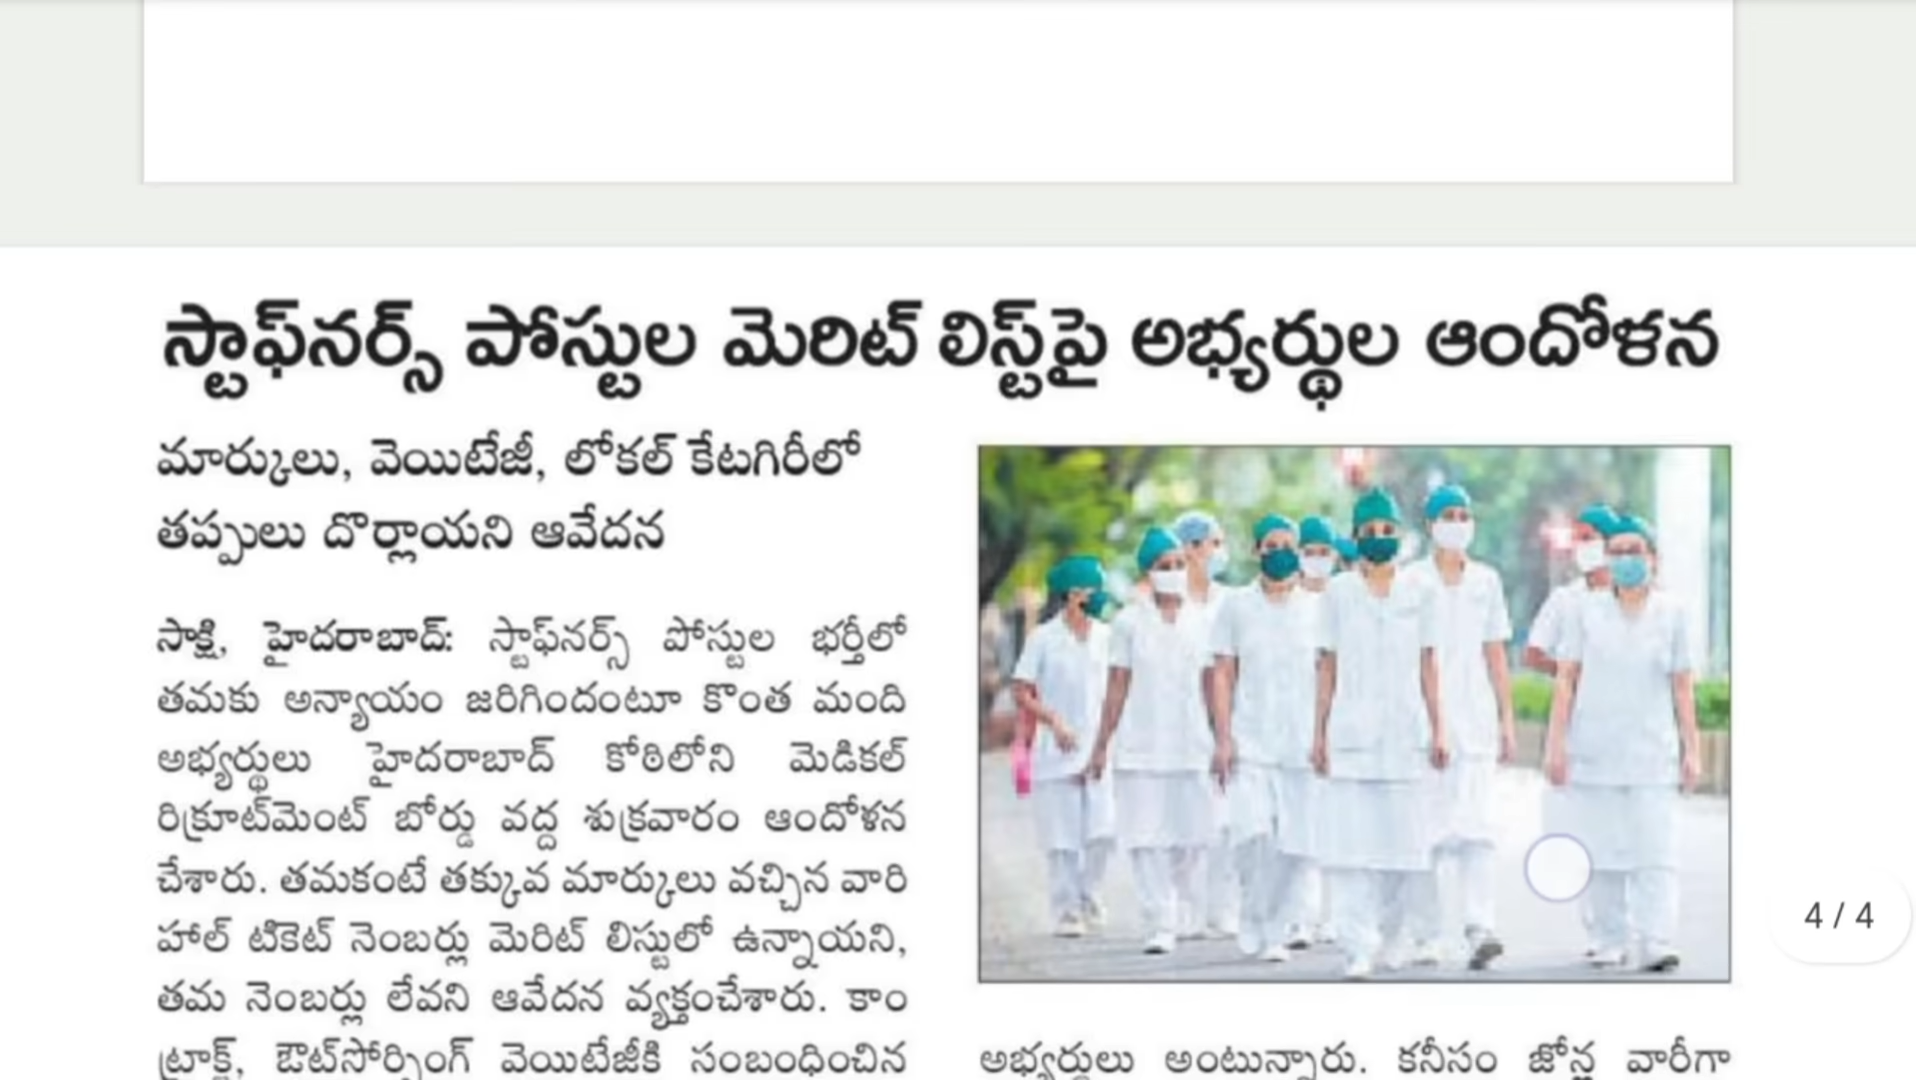 స్టాఫ్‌నర్స్ పోస్టుల మెరిట్ లిస్ట్‌పై అభ్యర్థుల ఆందోళన
మార్కులు, వెయిటేజీ, లోకల్ కేటగిరీలో
తప్పులు దొర్లాయని ఆవేదన
సాక్షి, హైదరాబాద్: స్టాఫ్‌నర్స్ పోస్టుల భర్తీలో
తమకు అన్యాయం జరిగిందంటూ కొంత మంది
అభ్యర్థులు హైదరాబాద్ కోఠిలోని మెడికల్
రిక్రూట్‌మెంట్ బోర్డు వద్ద శుక్రవారం ఆందోళన
చేశారు. తమకంటే తక్కువ మార్కులు వచ్చిన వారి
హాల్ టికెట్ నెంబర్లు మెరిట్ లిస్టులో ఉన్నాయని,
తమ నెంబర్లు లేవని ఆవేదన వ్యక్తంచేశారు. కాం
ట్రాక్ట్, ఔట్‌సోర్సింగ్ వెయిటేజీకి సంబంధించిన
అభ్యర్థులు అంటున్నారు. కనీసం జోన్ల వారీగా
4 / 4